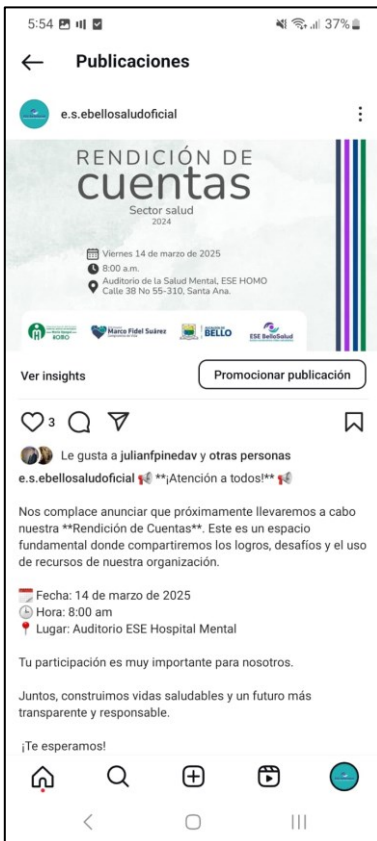 5:54 37%
Publicaciones
e.s.ebellosaludoficial
RENDICIÓN DE
cuentas
Sector salud
2024
Viernes 14 de marzo de 2025
8:00 a.m.
Auditorio de la Salud Mental, ESE HOMO
Calle 38 No 55-310, Santa Ana.
HOMO Marco Fidel Suárez BELLO ESE BelloSalud
Ver insights Promocionar publicación
3
Le gusta a julianfpinedav y otras personas
e.s.ebellosaludoficial 📢 **¡Atención a todos!** 📢
Nos complace anunciar que próximamente llevaremos a cabo
nuestra **Rendición de Cuentas**. Este es un espacio
fundamental donde compartiremos los logros, desafíos y el uso
de recursos de nuestra organización.
🗓️ Fecha: 14 de marzo de 2025
🕒 Hora: 8:00 am
📍 Lugar: Auditorio ESE Hospital Mental
Tu participación es muy importante para nosotros.
Juntos, construimos vidas saludables y un futuro más
transparente y responsable.
¡Te esperamos!